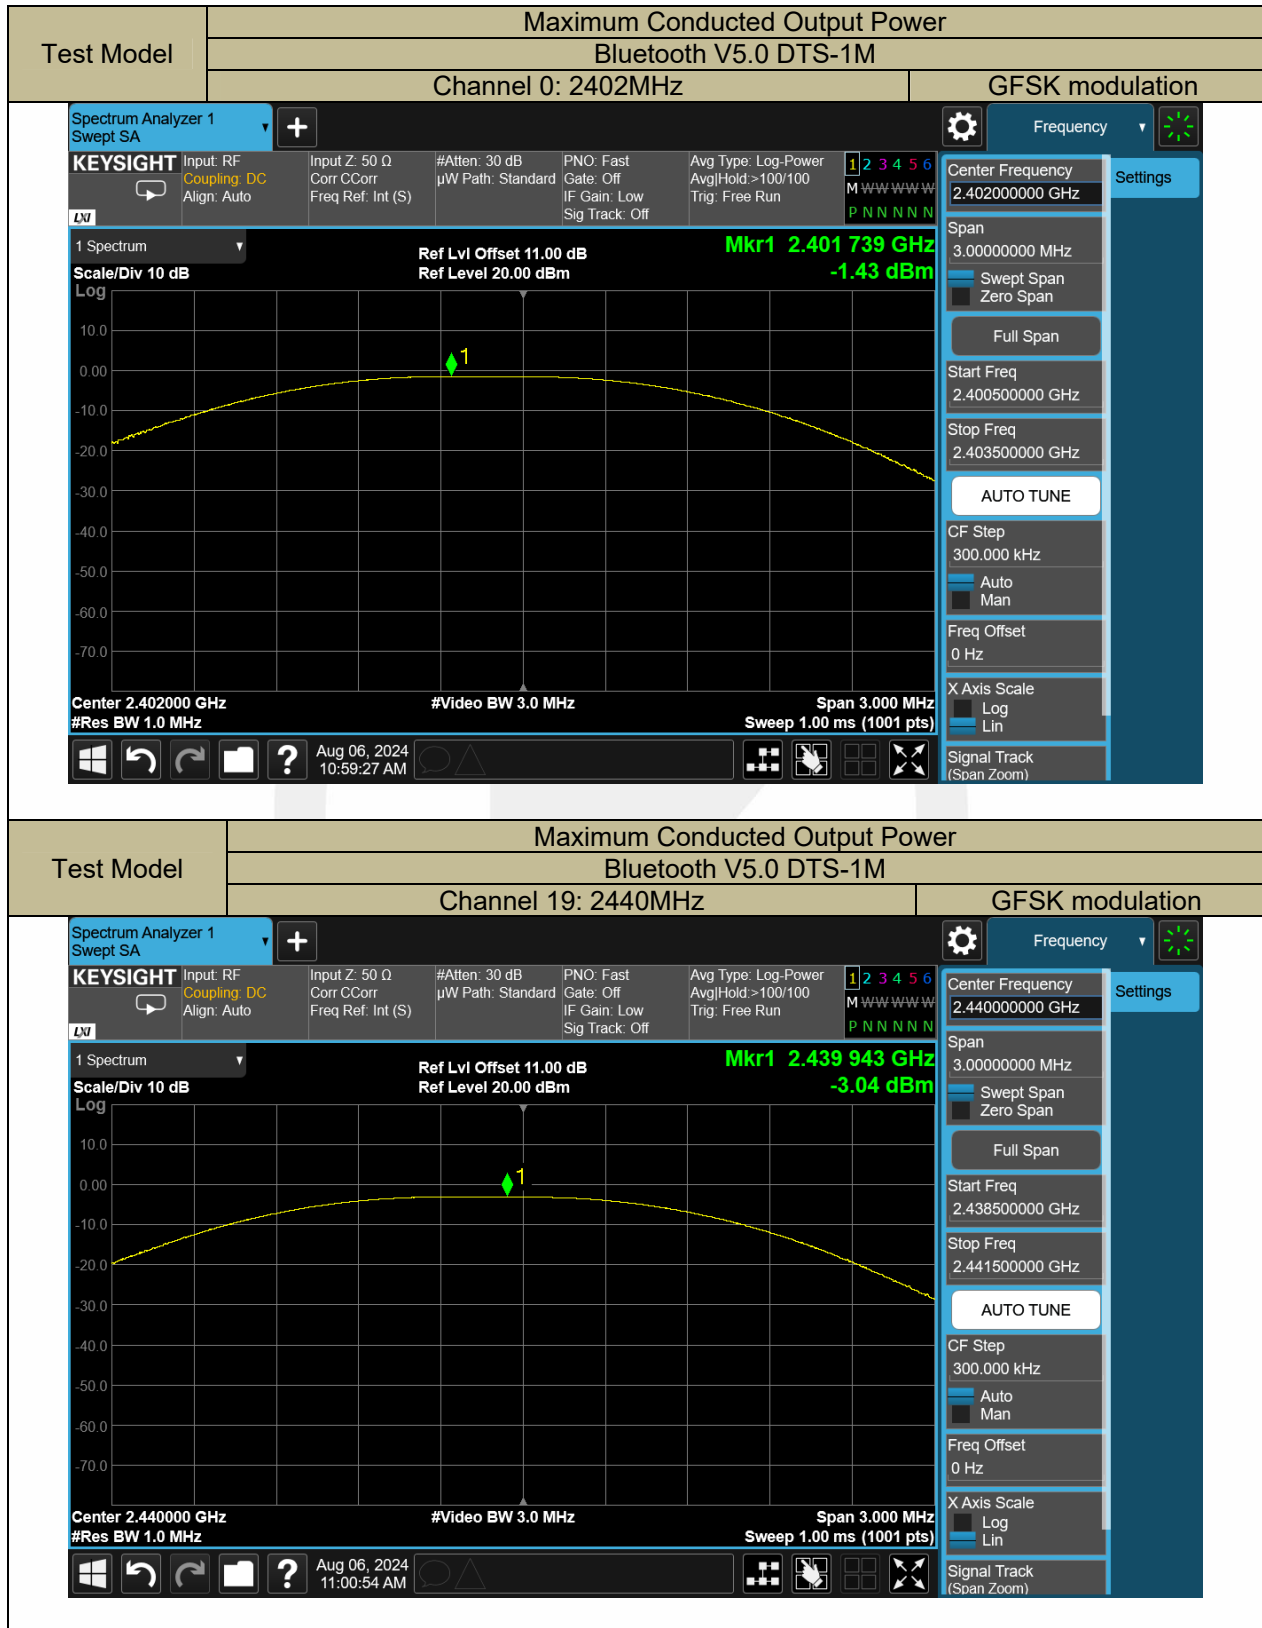 Test Model
Maximum Conducted Output Power
Bluetooth V5.0 DTS-1M
Channel 0: 2402MHz
GFSK modulation
Spectrum Analyzer 1
Swept SA
Frequency
KEYSIGHT
LXI
Input: RF
Coupling: DC
Align: Auto
Input Z: 50 Ω
Corr CCorr
Freq Ref: Int (S)
#Atten: 30 dB
µW Path: Standard
PNO: Fast
Gate: Off
IF Gain: Low
Sig Track: Off
Avg Type: Log-Power
Avg|Hold:>100/100
Trig: Free Run
1 2 3 4 5 6
M W W W W W
P N N N N N
1 Spectrum
Scale/Div 10 dB
Log
Ref Lvl Offset 11.00 dB
Ref Level 20.00 dBm
Mkr1 2.401 739 GHz
-1.43 dBm
1
10.0
0.00
-10.0
-20.0
-30.0
-40.0
-50.0
-60.0
-70.0
Center 2.402000 GHz
#Res BW 1.0 MHz
#Video BW 3.0 MHz
Span 3.000 MHz
Sweep 1.00 ms (1001 pts)
Aug 06, 2024
10:59:27 AM
Center Frequency
2.402000000 GHz
Settings
Span
3.00000000 MHz
Swept Span
Zero Span
Full Span
Start Freq
2.400500000 GHz
Stop Freq
2.403500000 GHz
AUTO TUNE
CF Step
300.000 kHz
Auto
Man
Freq Offset
0 Hz
X Axis Scale
Log
Lin
Signal Track
(Span Zoom)
Test Model
Maximum Conducted Output Power
Bluetooth V5.0 DTS-1M
Channel 19: 2440MHz
GFSK modulation
Spectrum Analyzer 1
Swept SA
Frequency
KEYSIGHT
LXI
Input: RF
Coupling: DC
Align: Auto
Input Z: 50 Ω
Corr CCorr
Freq Ref: Int (S)
#Atten: 30 dB
µW Path: Standard
PNO: Fast
Gate: Off
IF Gain: Low
Sig Track: Off
Avg Type: Log-Power
Avg|Hold:>100/100
Trig: Free Run
1 2 3 4 5 6
M W W W W W
P N N N N N
1 Spectrum
Scale/Div 10 dB
Log
Ref Lvl Offset 11.00 dB
Ref Level 20.00 dBm
Mkr1 2.439 943 GHz
-3.04 dBm
1
10.0
0.00
-10.0
-20.0
-30.0
-40.0
-50.0
-60.0
-70.0
Center 2.440000 GHz
#Res BW 1.0 MHz
#Video BW 3.0 MHz
Span 3.000 MHz
Sweep 1.00 ms (1001 pts)
Aug 06, 2024
11:00:54 AM
Center Frequency
2.440000000 GHz
Settings
Span
3.00000000 MHz
Swept Span
Zero Span
Full Span
Start Freq
2.438500000 GHz
Stop Freq
2.441500000 GHz
AUTO TUNE
CF Step
300.000 kHz
Auto
Man
Freq Offset
0 Hz
X Axis Scale
Log
Lin
Signal Track
(Span Zoom)